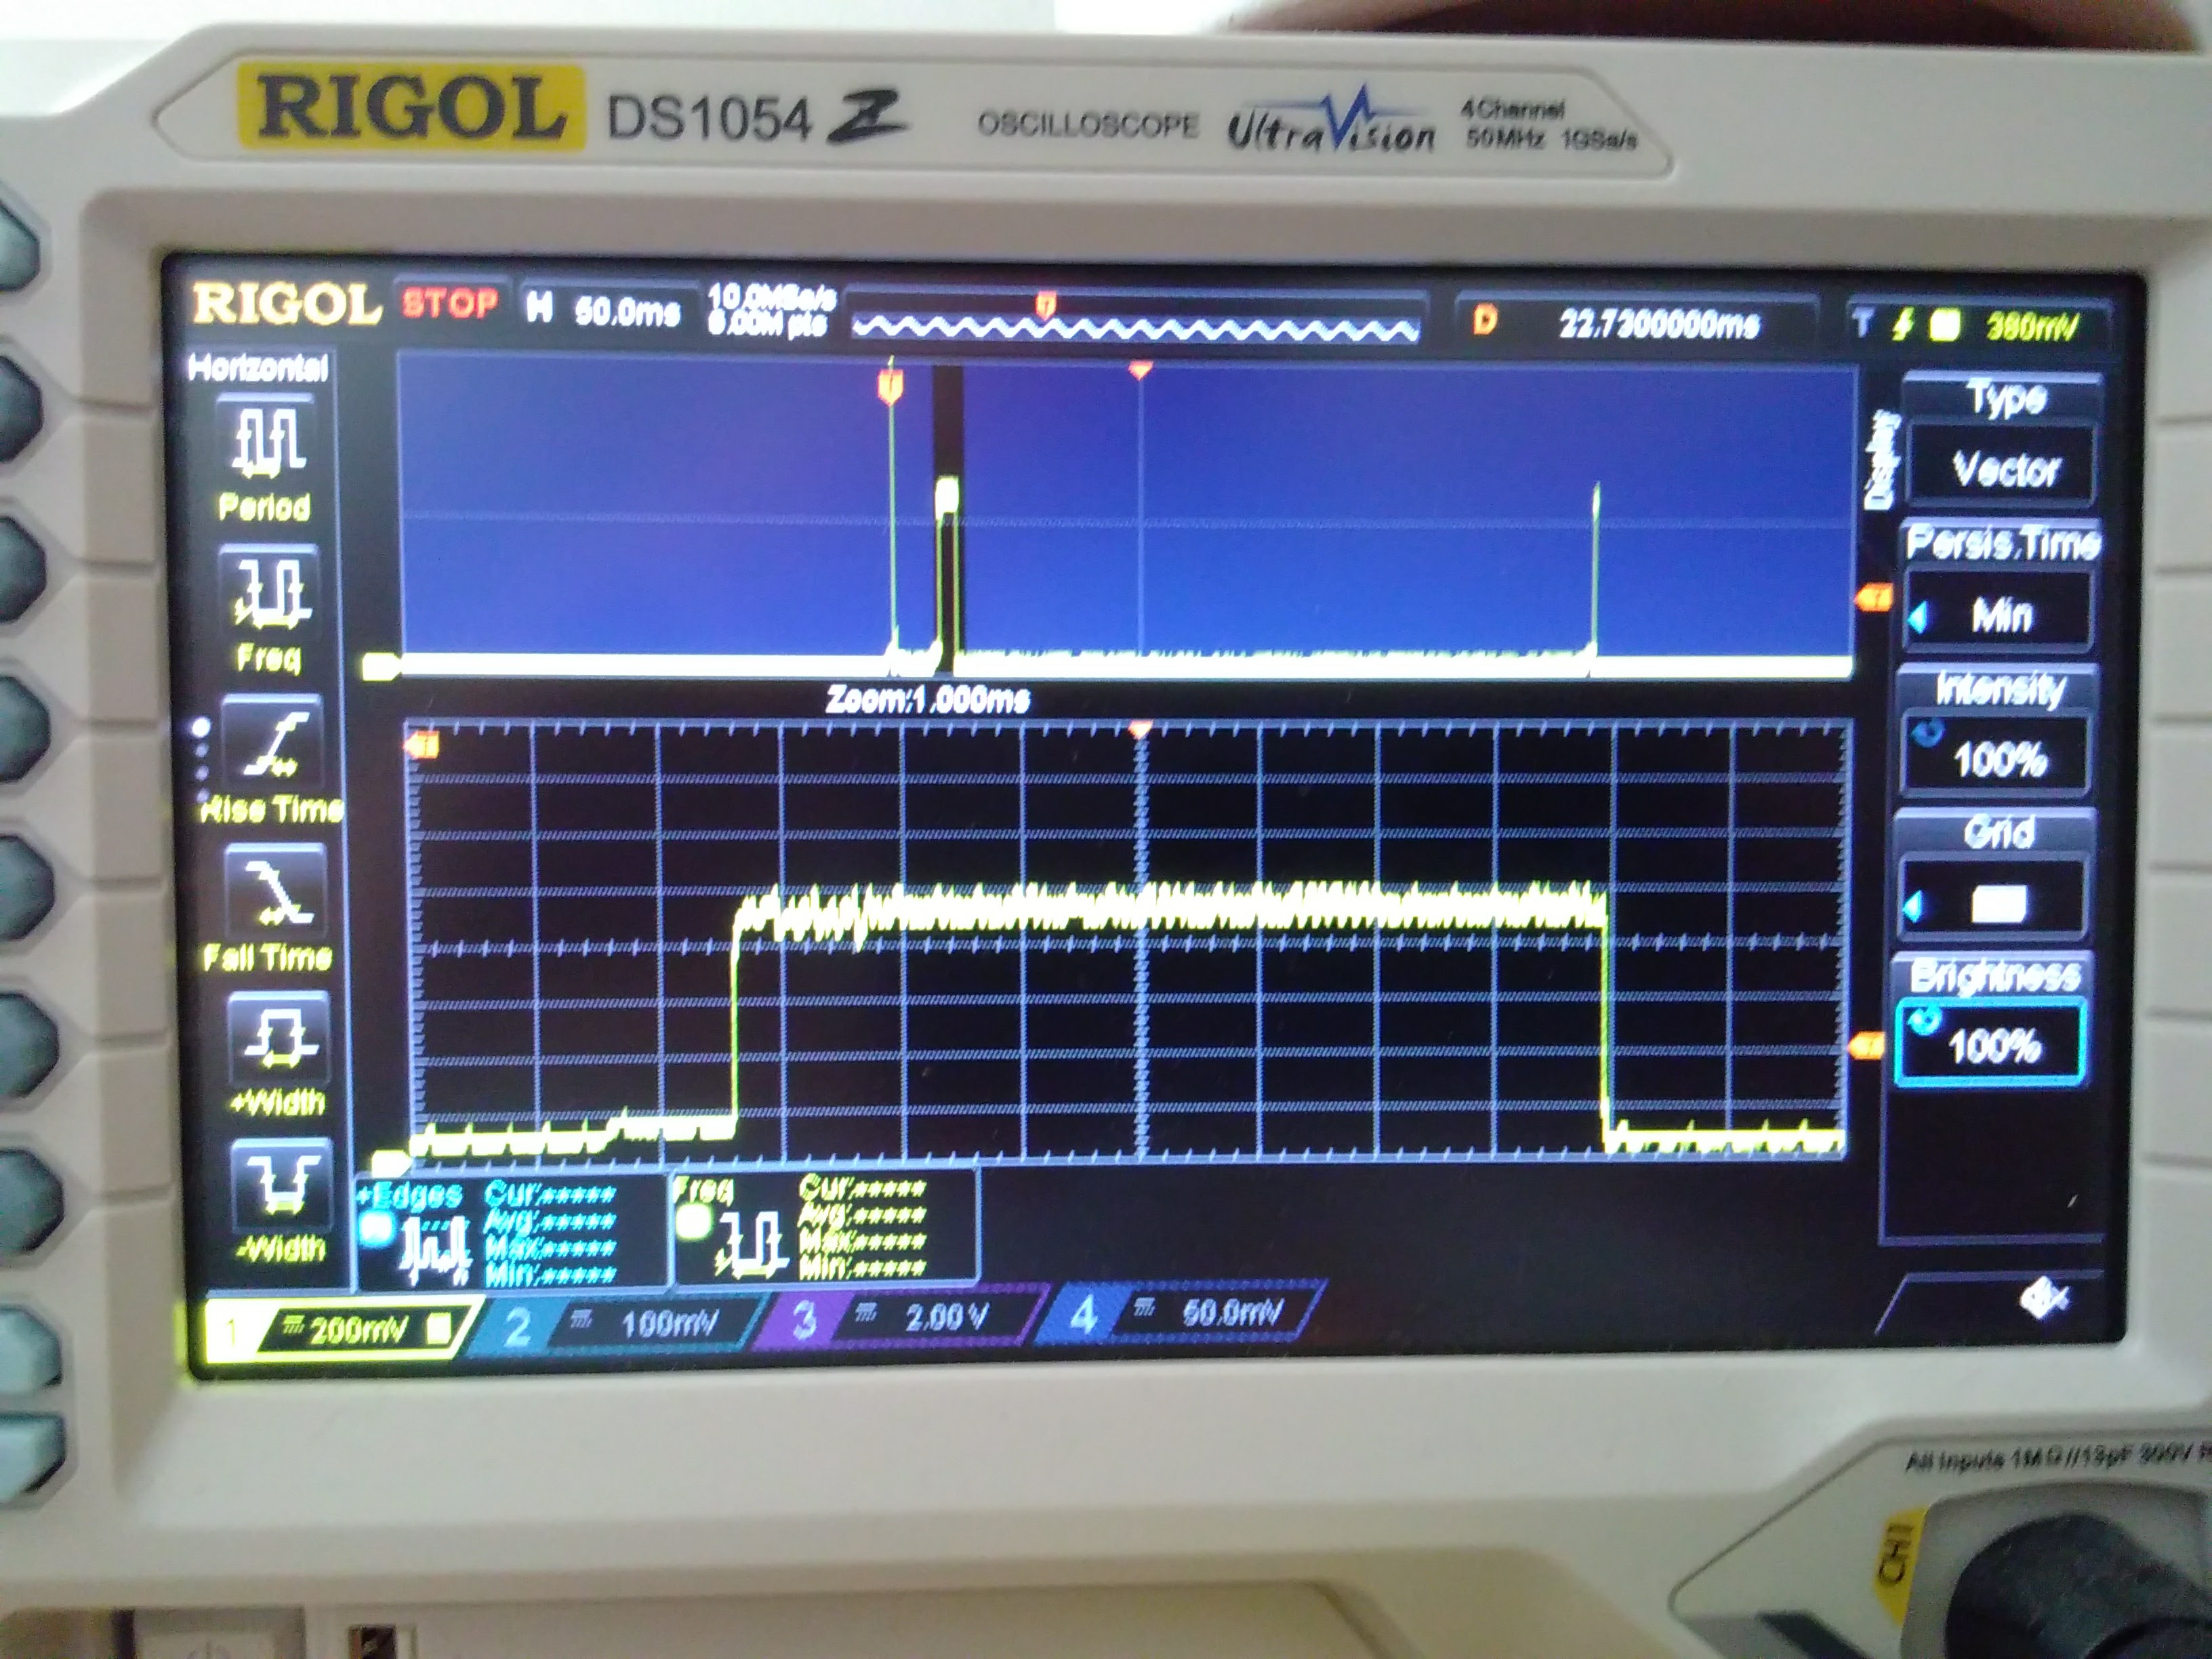 RIGOL DS1054 Z OSCILLOSCOPE UltraVision 4 Channel
50MHz 1GSa/s
RIGOL STOP H 50.0ms 10.0MSa/s
6.00M pts
D 22.7300000ms T 380mV
Horizontal
Period
Freq
Rise Time
Fall Time
+Width
-Width
Zoom:1.000ms
Display
Type
Vector
Persis.Time
Min
Intensity
100%
Grid
Brightness
100%
+Edges Cur:*****
Avg:*****
Max:*****
Min:*****
Freq Cur:*****
Avg:*****
Max:*****
Min:*****
1 200mV 2 100mV 3 2.00V 4 50.0mV
All Inputs 1MΩ//13pF 300V
CH1